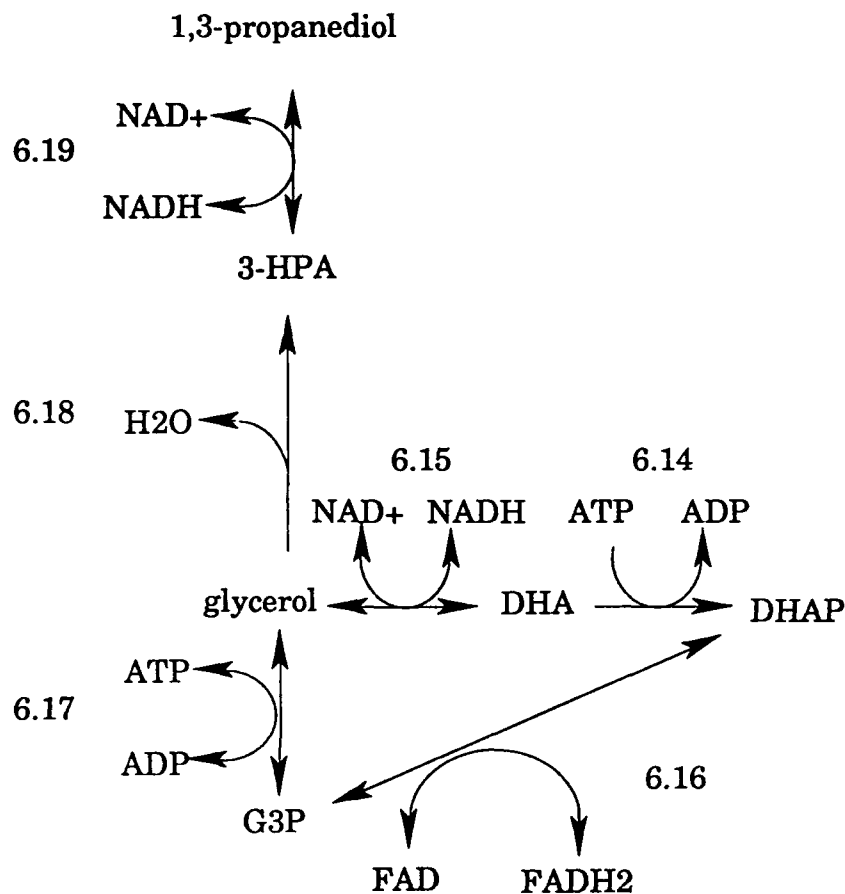 1,3-propanediol
NAD+
6.19
NADH
3-HPA
6.18
H2O
6.15
6.14
NAD+ NADH
ATP ADP
glycerol
DHA
DHAP
ATP
6.17
ADP
G3P
6.16
FAD
FADH2